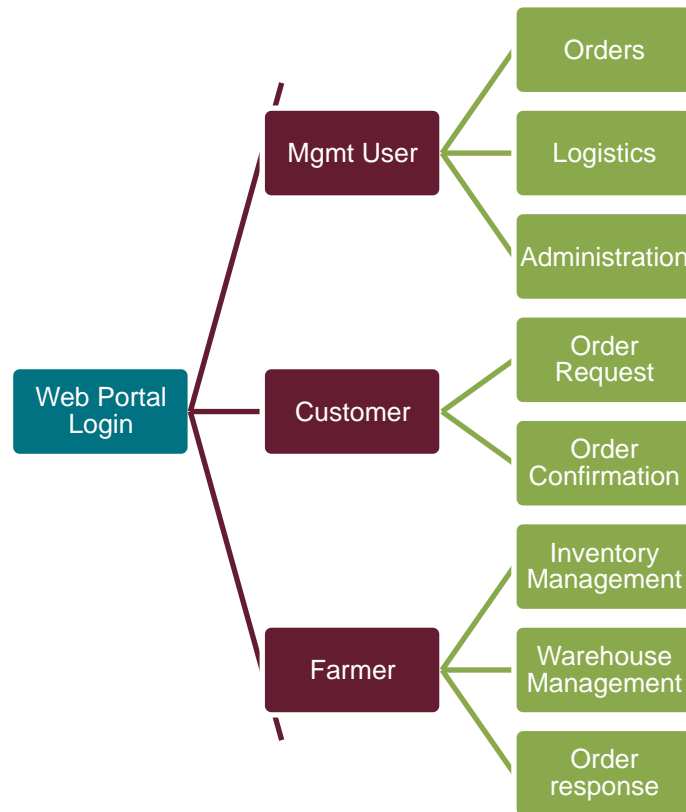 Web Portal
Login
Mgmt User
Orders
Logistics
Administration
Customer
Order
Request
Order
Confirmation
Farmer
Inventory
Management
Warehouse
Management
Order
response